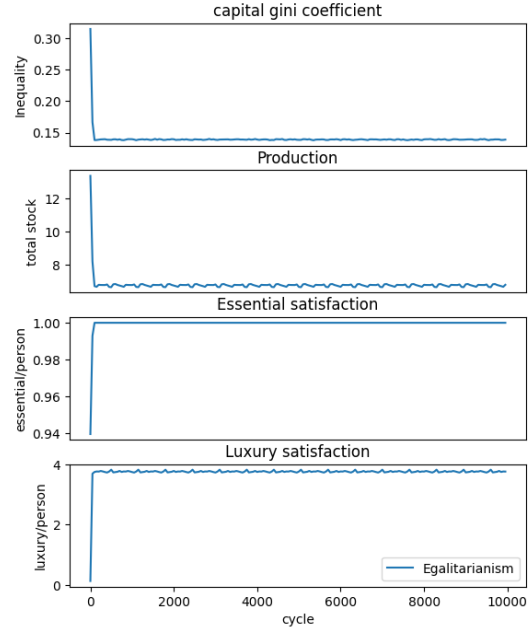 capital gini coefficient
0.30
0.25
0.20
0.15
Inequality
Production
12
10
8
total stock
Essential satisfaction
1.00
0.98
0.96
0.94
essential/person
Luxury satisfaction
4
2
0
luxury/person
Egalitarianism
0 2000 4000 6000 8000 10000
cycle